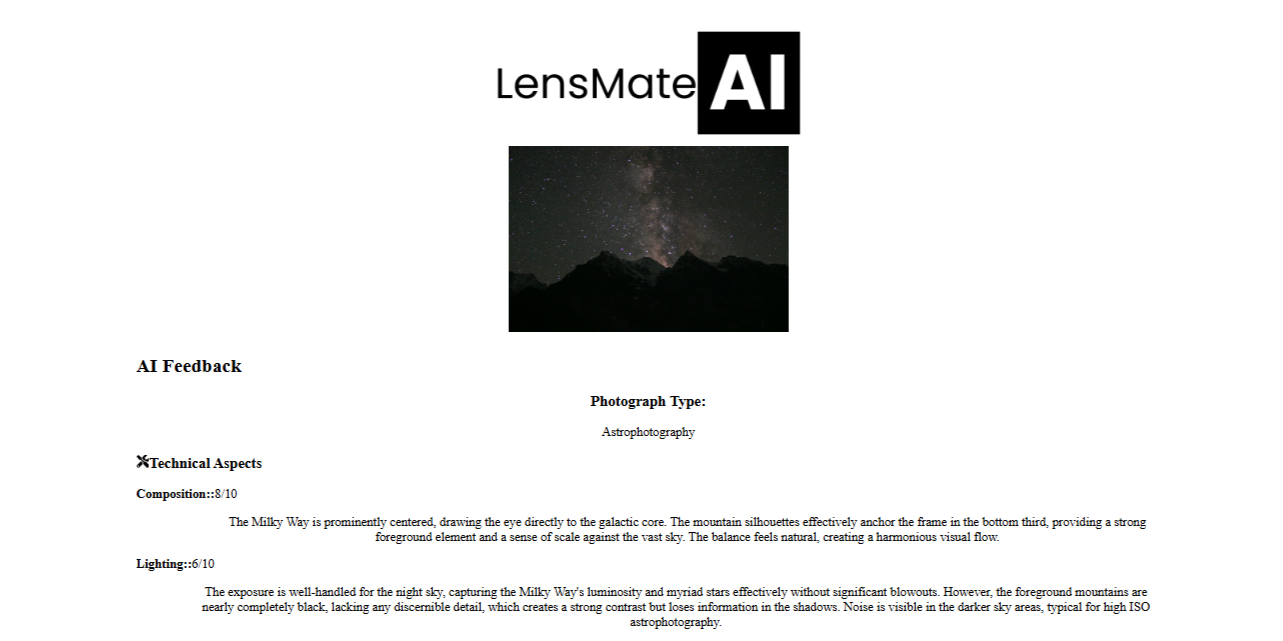 LensMate AI
AI Feedback
Photograph Type:
Astrophotography
Technical Aspects
Composition::8/10
The Milky Way is prominently centered, drawing the eye directly to the galactic core. The mountain silhouettes effectively anchor the frame in the bottom third, providing a strong
foreground element and a sense of scale against the vast sky. The balance feels natural, creating a harmonious visual flow.
Lighting::6/10
The exposure is well-handled for the night sky, capturing the Milky Way's luminosity and myriad stars effectively without significant blowouts. However, the foreground mountains are
nearly completely black, lacking any discernible detail, which creates a strong contrast but loses information in the shadows. Noise is visible in the darker sky areas, typical for high ISO
astrophotography.